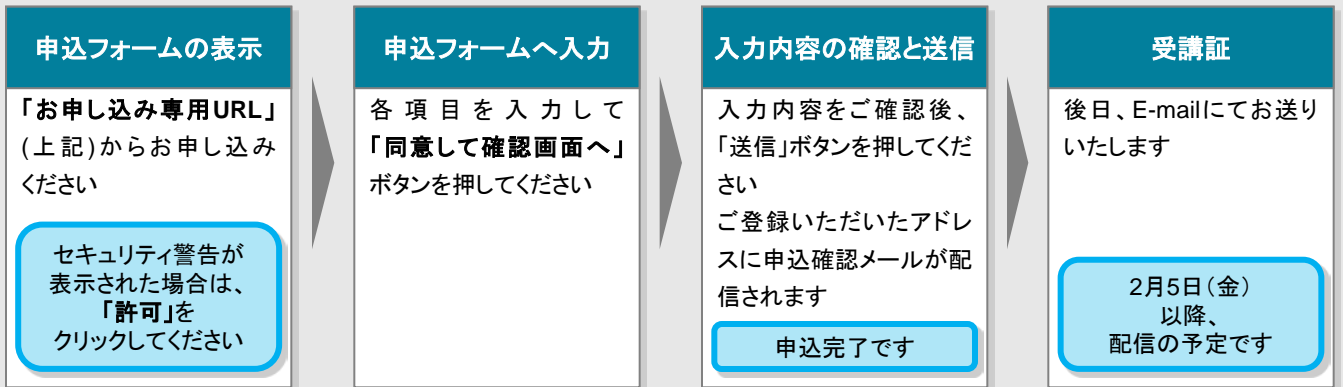 申込フォームの表示
「お申し込み専用URL」
(上記)からお申し込み
ください
セキュリティ警告が
表示された場合は、
「許可」を
クリックしてください
申込フォームへ入力
各項目を入力して
「同意して確認画面へ」
ボタンを押してください
入力内容の確認と送信
入力内容をご確認後、
「送信」ボタンを押してくだ
さい
ご登録いただいたアドレ
スに申込確認メールが配
信されます
申込完了です
受講証
後日、E-mailにてお送り
いたします
2月5日(金)
以降、
配信の予定です